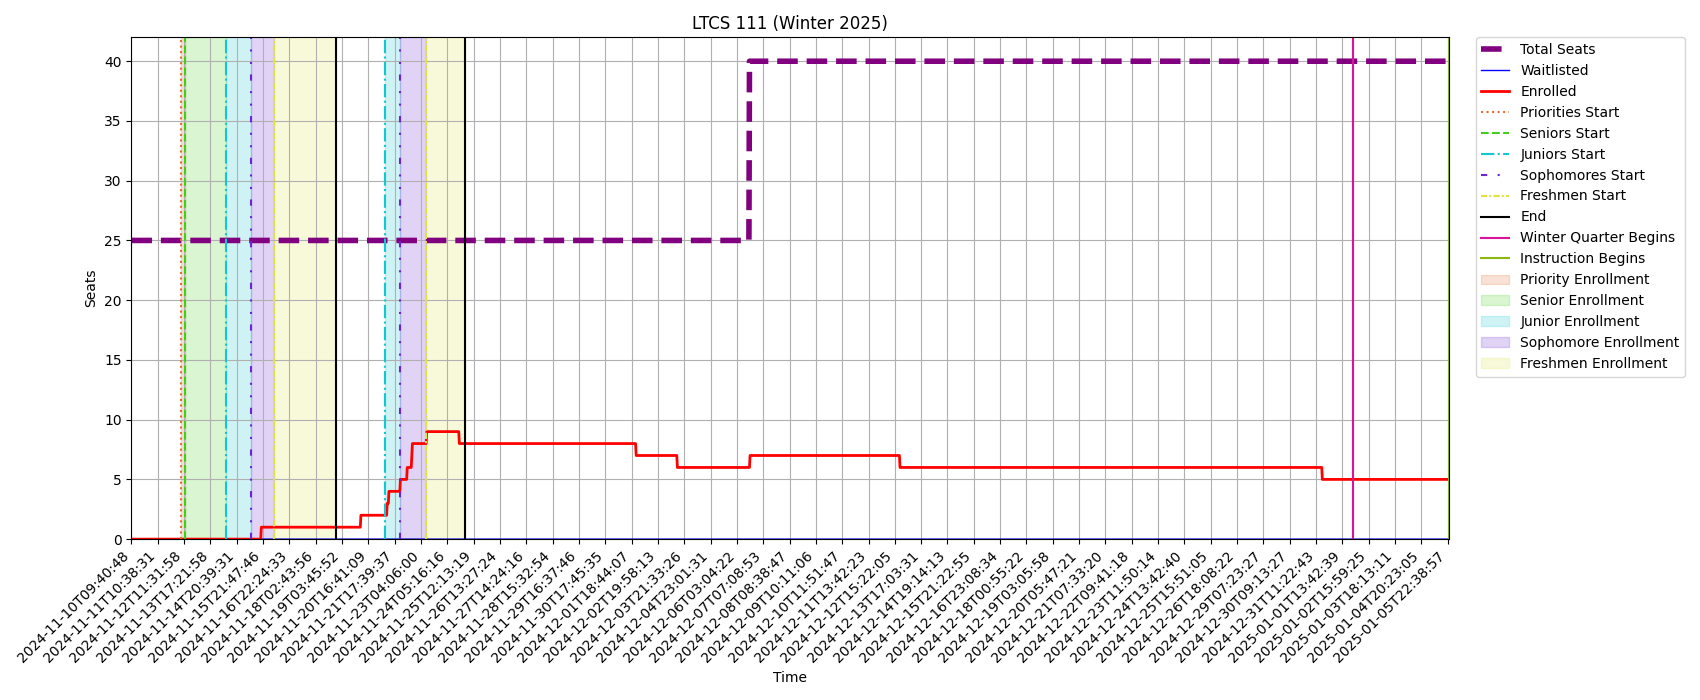 LTCS 111 (Winter 2025)
Seats
40
35
30
25
20
15
10
5
0
2024-11-10T09:40:48
2024-11-11T10:38:31
2024-11-12T11:31:58
2024-11-13T17:21:58
2024-11-14T20:39:31
2024-11-15T21:47:46
2024-11-16T22:24:33
2024-11-18T02:43:56
2024-11-19T03:45:52
2024-11-20T16:41:09
2024-11-21T17:39:37
2024-11-23T04:06:00
2024-11-24T05:16:16
2024-11-25T12:13:19
2024-11-26T13:27:24
2024-11-27T14:24:16
2024-11-28T15:32:54
2024-11-29T16:37:46
2024-11-30T17:45:35
2024-12-01T18:44:07
2024-12-02T19:58:13
2024-12-03T21:33:26
2024-12-04T23:01:31
2024-12-06T03:04:22
2024-12-07T07:08:53
2024-12-08T08:38:47
2024-12-09T10:11:06
2024-12-10T11:51:47
2024-12-11T13:42:23
2024-12-12T15:22:05
2024-12-13T17:03:31
2024-12-14T19:14:13
2024-12-15T21:22:55
2024-12-16T23:08:34
2024-12-18T00:55:22
2024-12-19T03:05:58
2024-12-20T05:47:21
2024-12-21T07:33:20
2024-12-22T09:41:18
2024-12-23T11:50:14
2024-12-24T13:42:40
2024-12-25T15:51:05
2024-12-26T18:08:22
2024-12-29T07:23:27
2024-12-30T09:13:27
2024-12-31T11:22:43
2025-01-01T13:42:39
2025-01-02T15:59:25
2025-01-03T18:13:11
2025-01-04T20:23:05
2025-01-05T22:38:57
Time
Total Seats
Waitlisted
Enrolled
Priorities Start
Seniors Start
Juniors Start
Sophomores Start
Freshmen Start
End
Winter Quarter Begins
Instruction Begins
Priority Enrollment
Senior Enrollment
Junior Enrollment
Sophomore Enrollment
Freshmen Enrollment